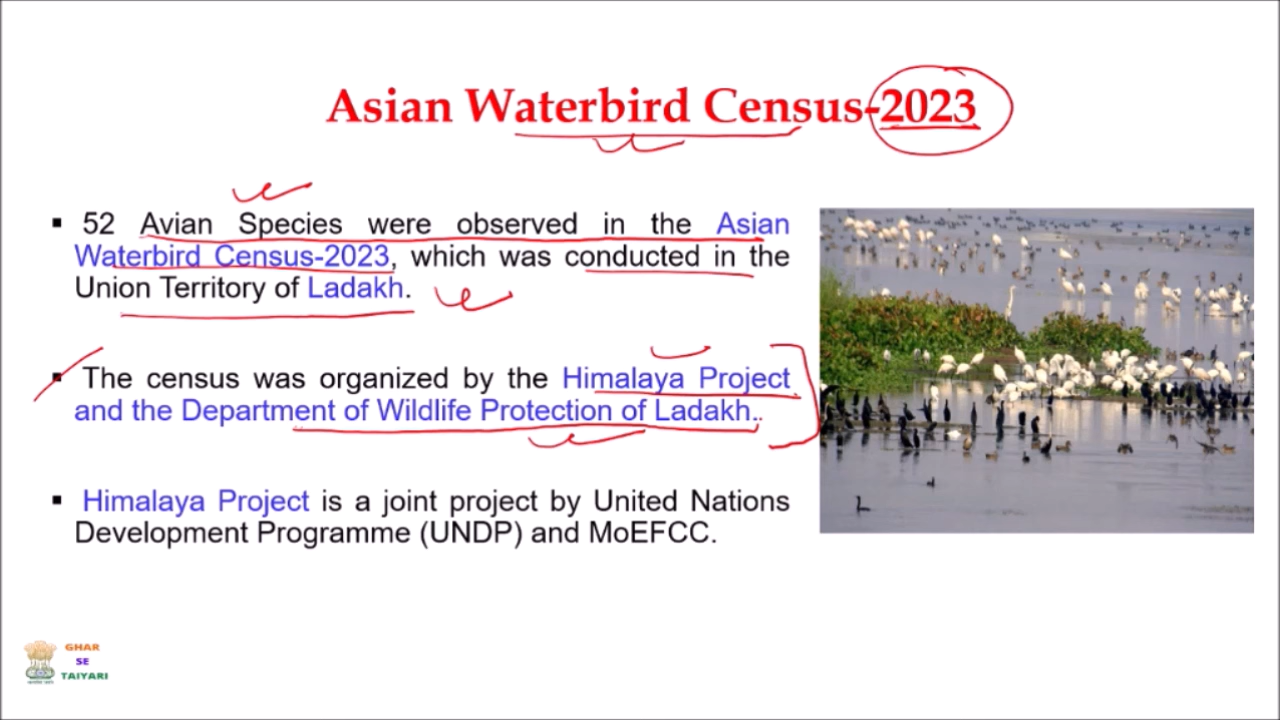 Asian Waterbird Census-2023
▪ 52 Avian Species were observed in the Asian
Waterbird Census-2023, which was conducted in the
Union Territory of Ladakh.
▪ The census was organized by the Himalaya Project
and the Department of Wildlife Protection of Ladakh..
▪ Himalaya Project is a joint project by United Nations
Development Programme (UNDP) and MoEFCC.
GHAR
SE
TAIYARI